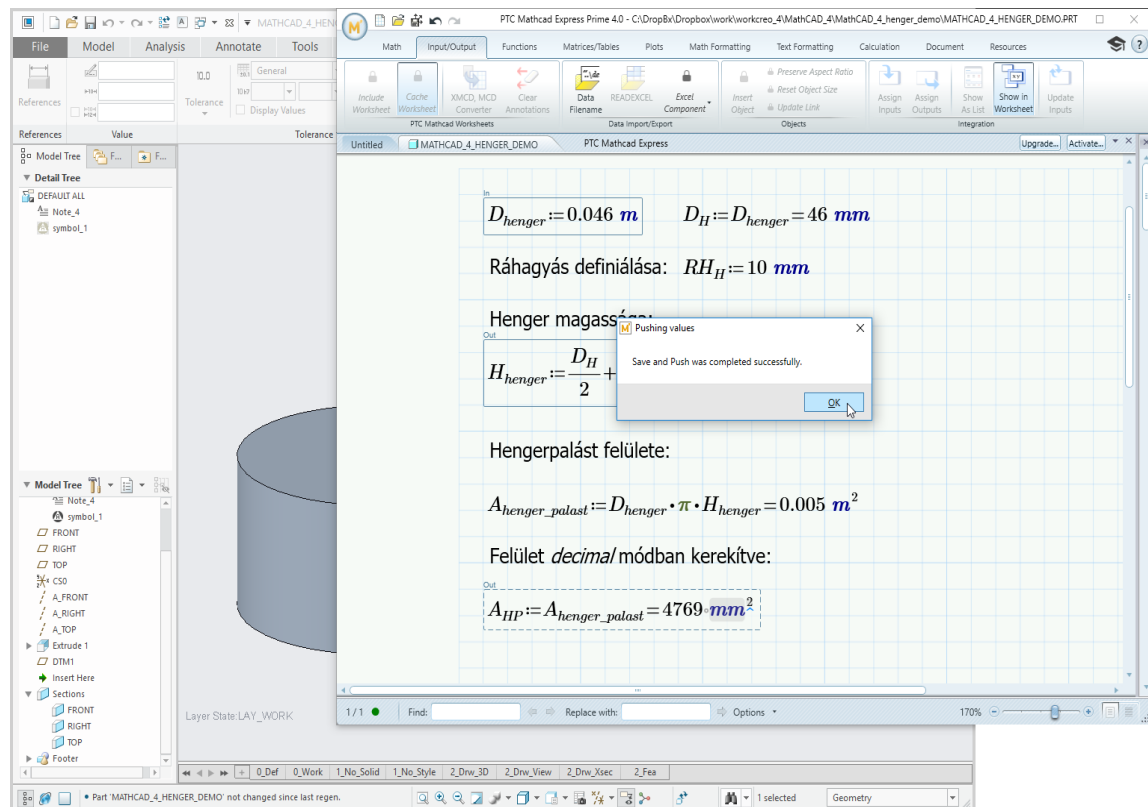 MATHCAD_4_HEN
File
Model
Analysis
Annotate
Tools
References
Tolerance
General
Display Values
References
Value
Tolerance
Model Tree
F...
F...
Detail Tree
DEFAULT ALL
Note_4
symbol_1
Model Tree
Note_4
symbol_1
FRONT
RIGHT
TOP
CS0
A_FRONT
A_RIGHT
A_TOP
Extrude 1
DTM1
Insert Here
Sections
FRONT
RIGHT
TOP
Footer
Layer State:LAY_WORK
0_Def
0_Work
1_No_Solid
1_No_Style
2_Drw_3D
2_Drw_View
2_Drw_Xsec
2_Fea
• Part 'MATHCAD_4_HENGER_DEMO' not changed since last regen.
1 selected
Geometry
PTC Mathcad Express Prime 4.0 - C:\DropBx\Dropbox\work\workcreo_4\MathCAD_4\MathCAD_4_henger_demo\MATHCAD_4_HENGER_DEMO.PRT
Math
Input/Output
Functions
Matrices/Tables
Plots
Math Formatting
Text Formatting
Calculation
Document
Resources
Include Worksheet
Cache Worksheet
XMCD, MCD Converter
Clear Annotations
Data Filename
READEXCEL
Excel Component
Insert Object
Preserve Aspect Ratio
Reset Object Size
Update Link
Assign Inputs
Assign Outputs
Show As List
Show in Worksheet
Update Inputs
PTC Mathcad Worksheets
Data Import/Export
Objects
Integration
Untitled
MATHCAD_4_HENGER_DEMO
PTC Mathcad Express
Upgrade...
Activate...
In
D_henger := 0.046 m
D_H := D_henger = 46 mm
Ráhagyás definiálása: RH_H := 10 mm
Henger magassága:
Out
H_henger := D_H / 2 +
Pushing values
Save and Push was completed successfully.
OK
Hengerpalást felülete:
A_henger_palast := D_henger · π · H_henger = 0.005 m²
Felület decimal módban kerekítve:
Out
A_HP := A_henger_palast = 4769 · mm²
1 / 1
Find:
Replace with:
Options
170%